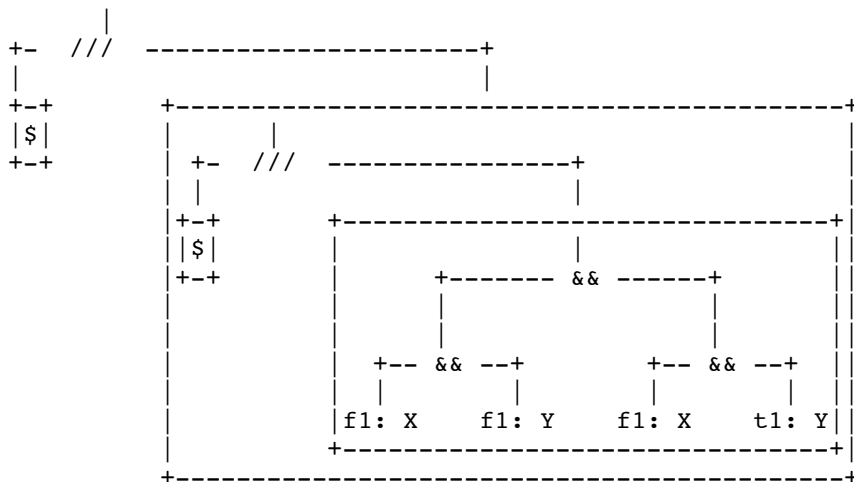 |
+-  ///  ----------------------+
|                              |
+-+       +---------------------------------------------+
|$|       |      |                                      |
+-+       | +-  ///  ----------------+                  |
          | |                        |                  |
          |+-+       +--------------------------------+|
          ||$|       |               |                ||
          |+-+       |      +------- && ------+       ||
          |          |      |                 |       ||
          |          |      |                 |       ||
          |          |  +-- && --+        +-- && --+  ||
          |          |  |        |        |        |  ||
          |          |f1: X    f1: Y    f1: X    t1: Y||
          |          +--------------------------------+|
          +---------------------------------------------+